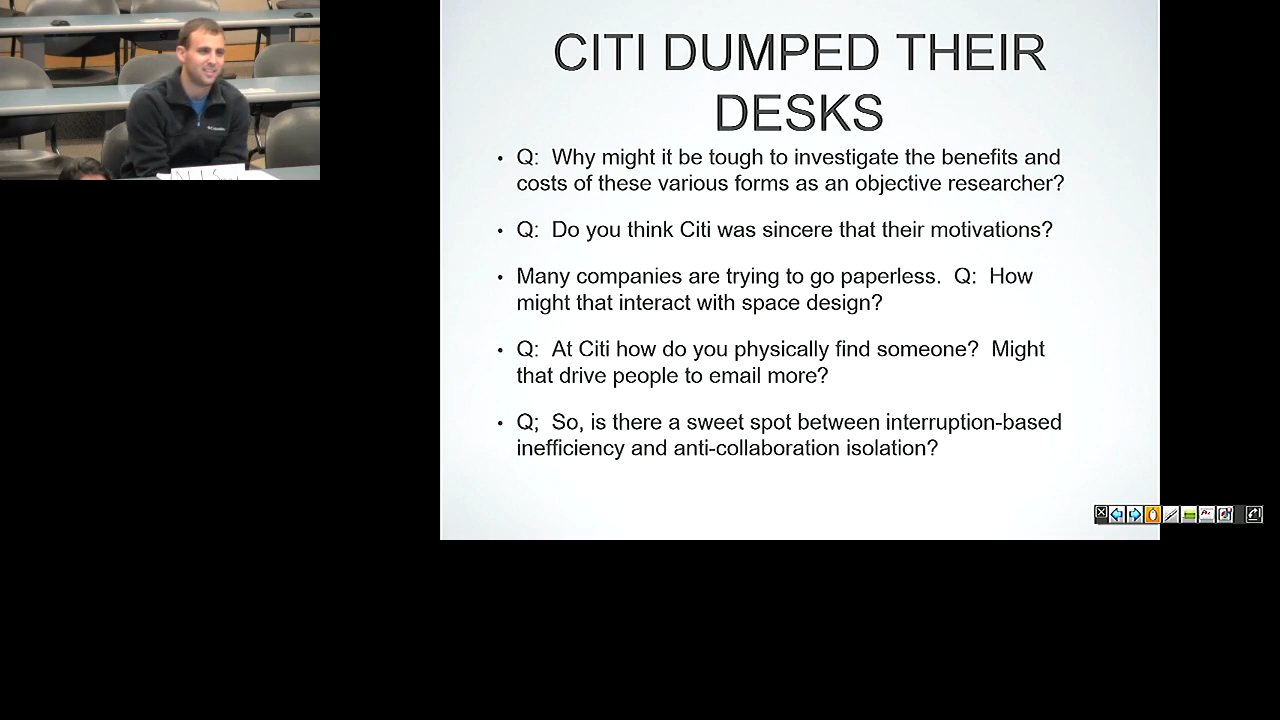 CITI DUMPED THEIR
DESKS
• Q: Why might it be tough to investigate the benefits and
costs of these various forms as an objective researcher?
• Q: Do you think Citi was sincere that their motivations?
• Many companies are trying to go paperless. Q: How
might that interact with space design?
• Q: At Citi how do you physically find someone? Might
that drive people to email more?
• Q; So, is there a sweet spot between interruption-based
inefficiency and anti-collaboration isolation?